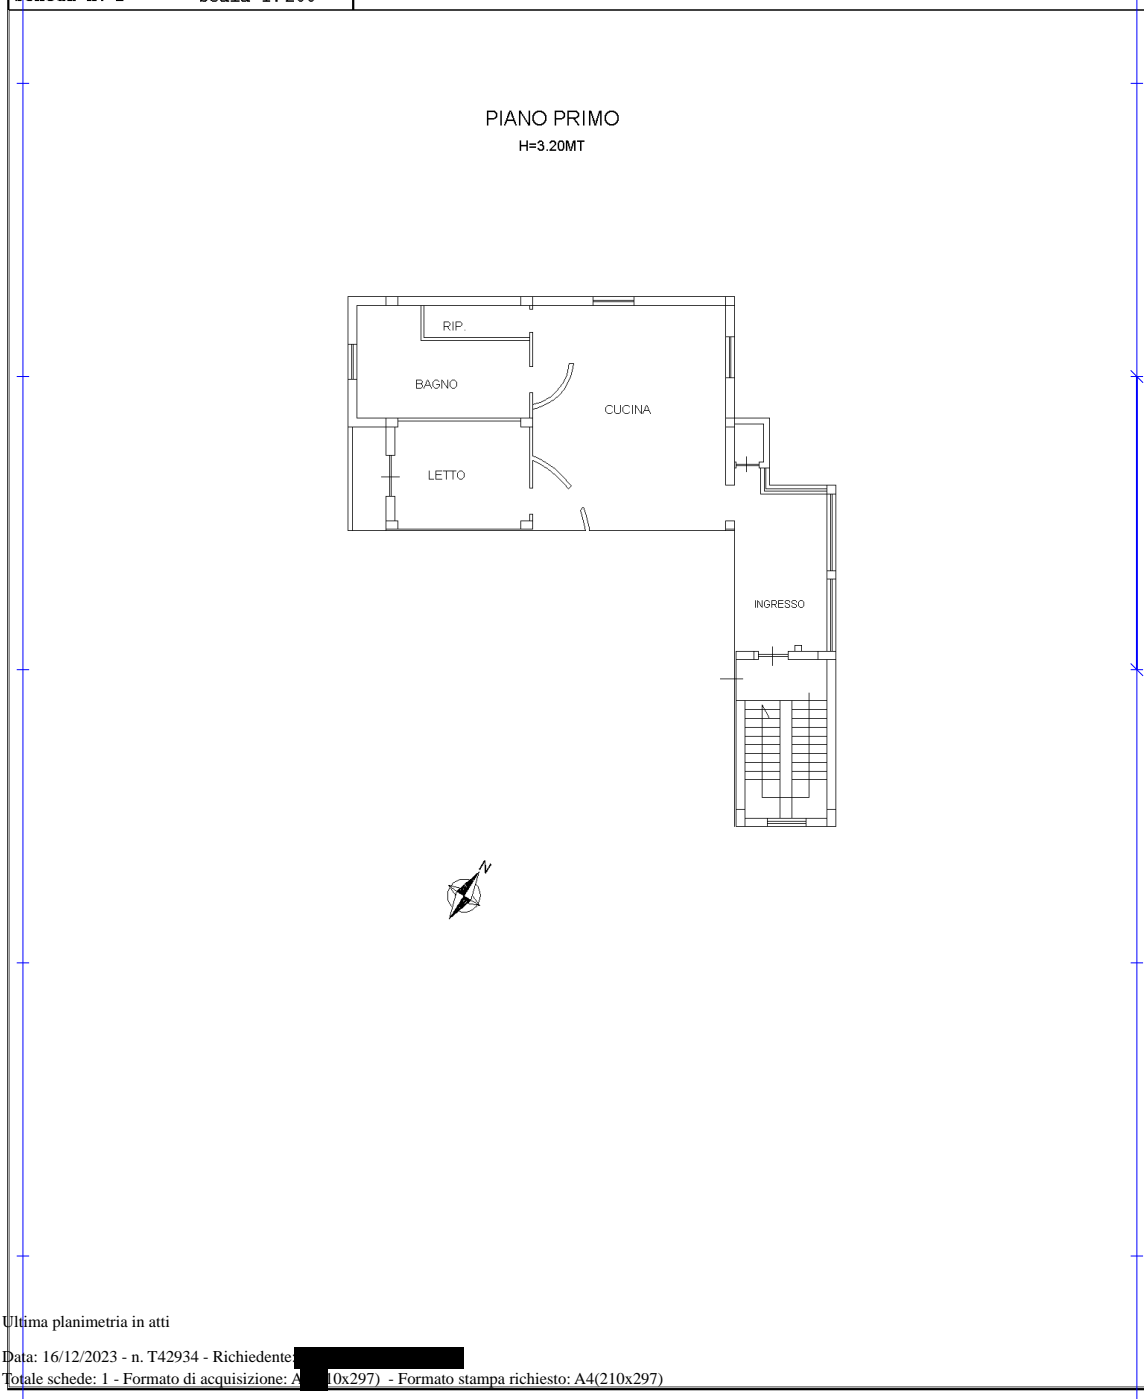 PIANO PRIMO
H=3.20MT
RIP.
BAGNO
CUCINA
LETTO
INGRESSO
N
Ultima planimetria in atti
Data: 16/12/2023 - n. T42934 - Richiedente:
Totale schede: 1 - Formato di acquisizione: A 10x297) - Formato stampa richiesto: A4(210x297)